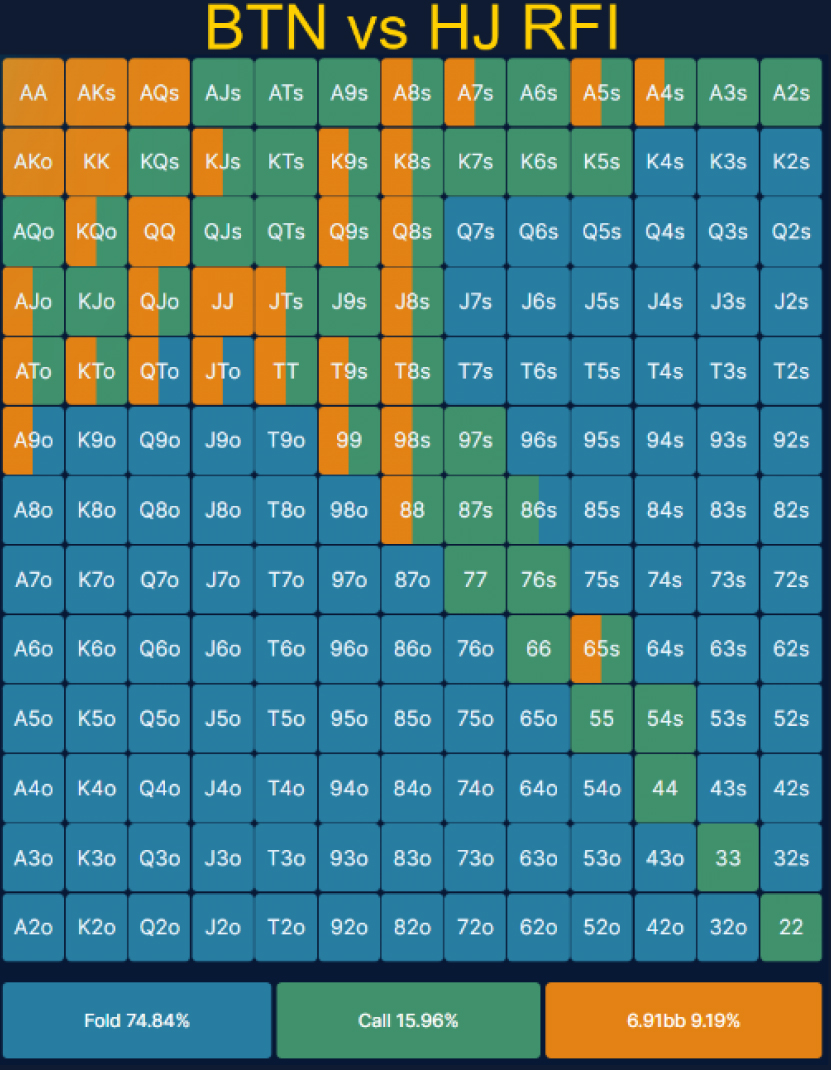 BTN vs HJ RFI
AA AKs AQs AJs ATs A9s A8s A7s A6s A5s A4s A3s A2s
AKo KK KQs KJs KTs K9s K8s K7s K6s K5s K4s K3s K2s
AQo KQo QQ QJs QTs Q9s Q8s Q7s Q6s Q5s Q4s Q3s Q2s
AJo KJo QJo JJ JTs J9s J8s J7s J6s J5s J4s J3s J2s
ATo KTo QTo JTo TT T9s T8s T7s T6s T5s T4s T3s T2s
A9o K9o Q9o J9o T9o 99 98s 97s 96s 95s 94s 93s 92s
A8o K8o Q8o J8o T8o 98o 88 87s 86s 85s 84s 83s 82s
A7o K7o Q7o J7o T7o 97o 87o 77 76s 75s 74s 73s 72s
A6o K6o Q6o J6o T6o 96o 86o 76o 66 65s 64s 63s 62s
A5o K5o Q5o J5o T5o 95o 85o 75o 65o 55 54s 53s 52s
A4o K4o Q4o J4o T4o 94o 84o 74o 64o 54o 44 43s 42s
A3o K3o Q3o J3o T3o 93o 83o 73o 63o 53o 43o 33 32s
A2o K2o Q2o J2o T2o 92o 82o 72o 62o 52o 42o 32o 22
Fold 74.84% Call 15.96% 6.91bb 9.19%